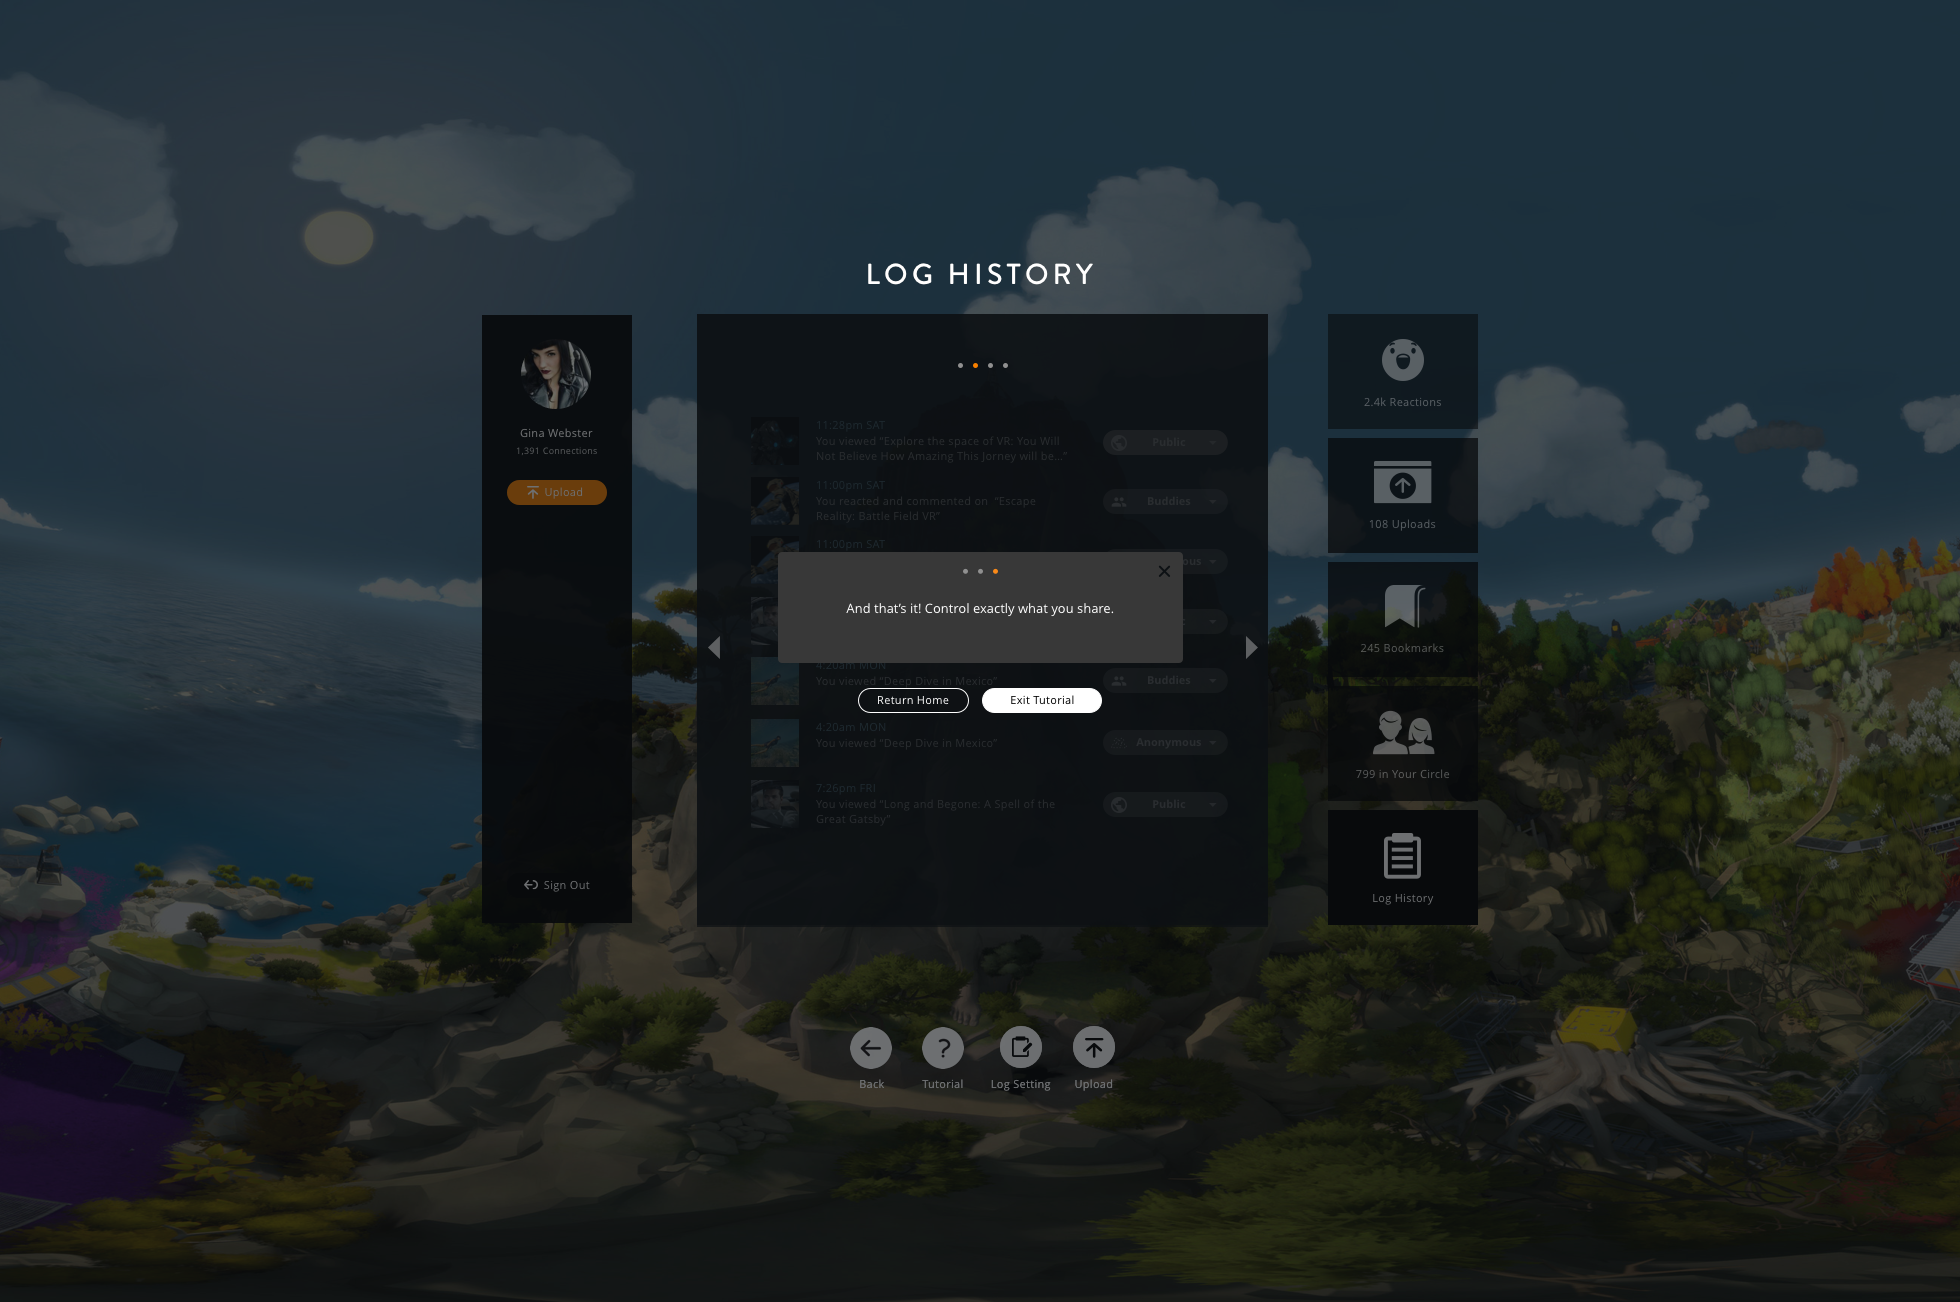 LOG HISTORY
Gina Webster
1,391 Connections
Upload
Sign Out
11:28pm SAT
You viewed “Explore the space of VR: You Will
Not Believe How Amazing This Jorney will be...”
Public
11:00pm SAT
You reacted and commented on “Escape
Reality: Battle Field VR”
Buddies
11:00pm SAT
ous
And that’s it! Control exactly what you share.
4:20am MON
You viewed “Deep Dive in Mexico”
Buddies
Return Home
Exit Tutorial
4:20am MON
You viewed “Deep Dive in Mexico”
Anonymous
7:26pm FRI
You viewed “Long and Begone: A Spell of the
Great Gatsby”
Public
2.4k Reactions
108 Uploads
245 Bookmarks
799 in Your Circle
Log History
?
Back
Tutorial
Log Setting
Upload